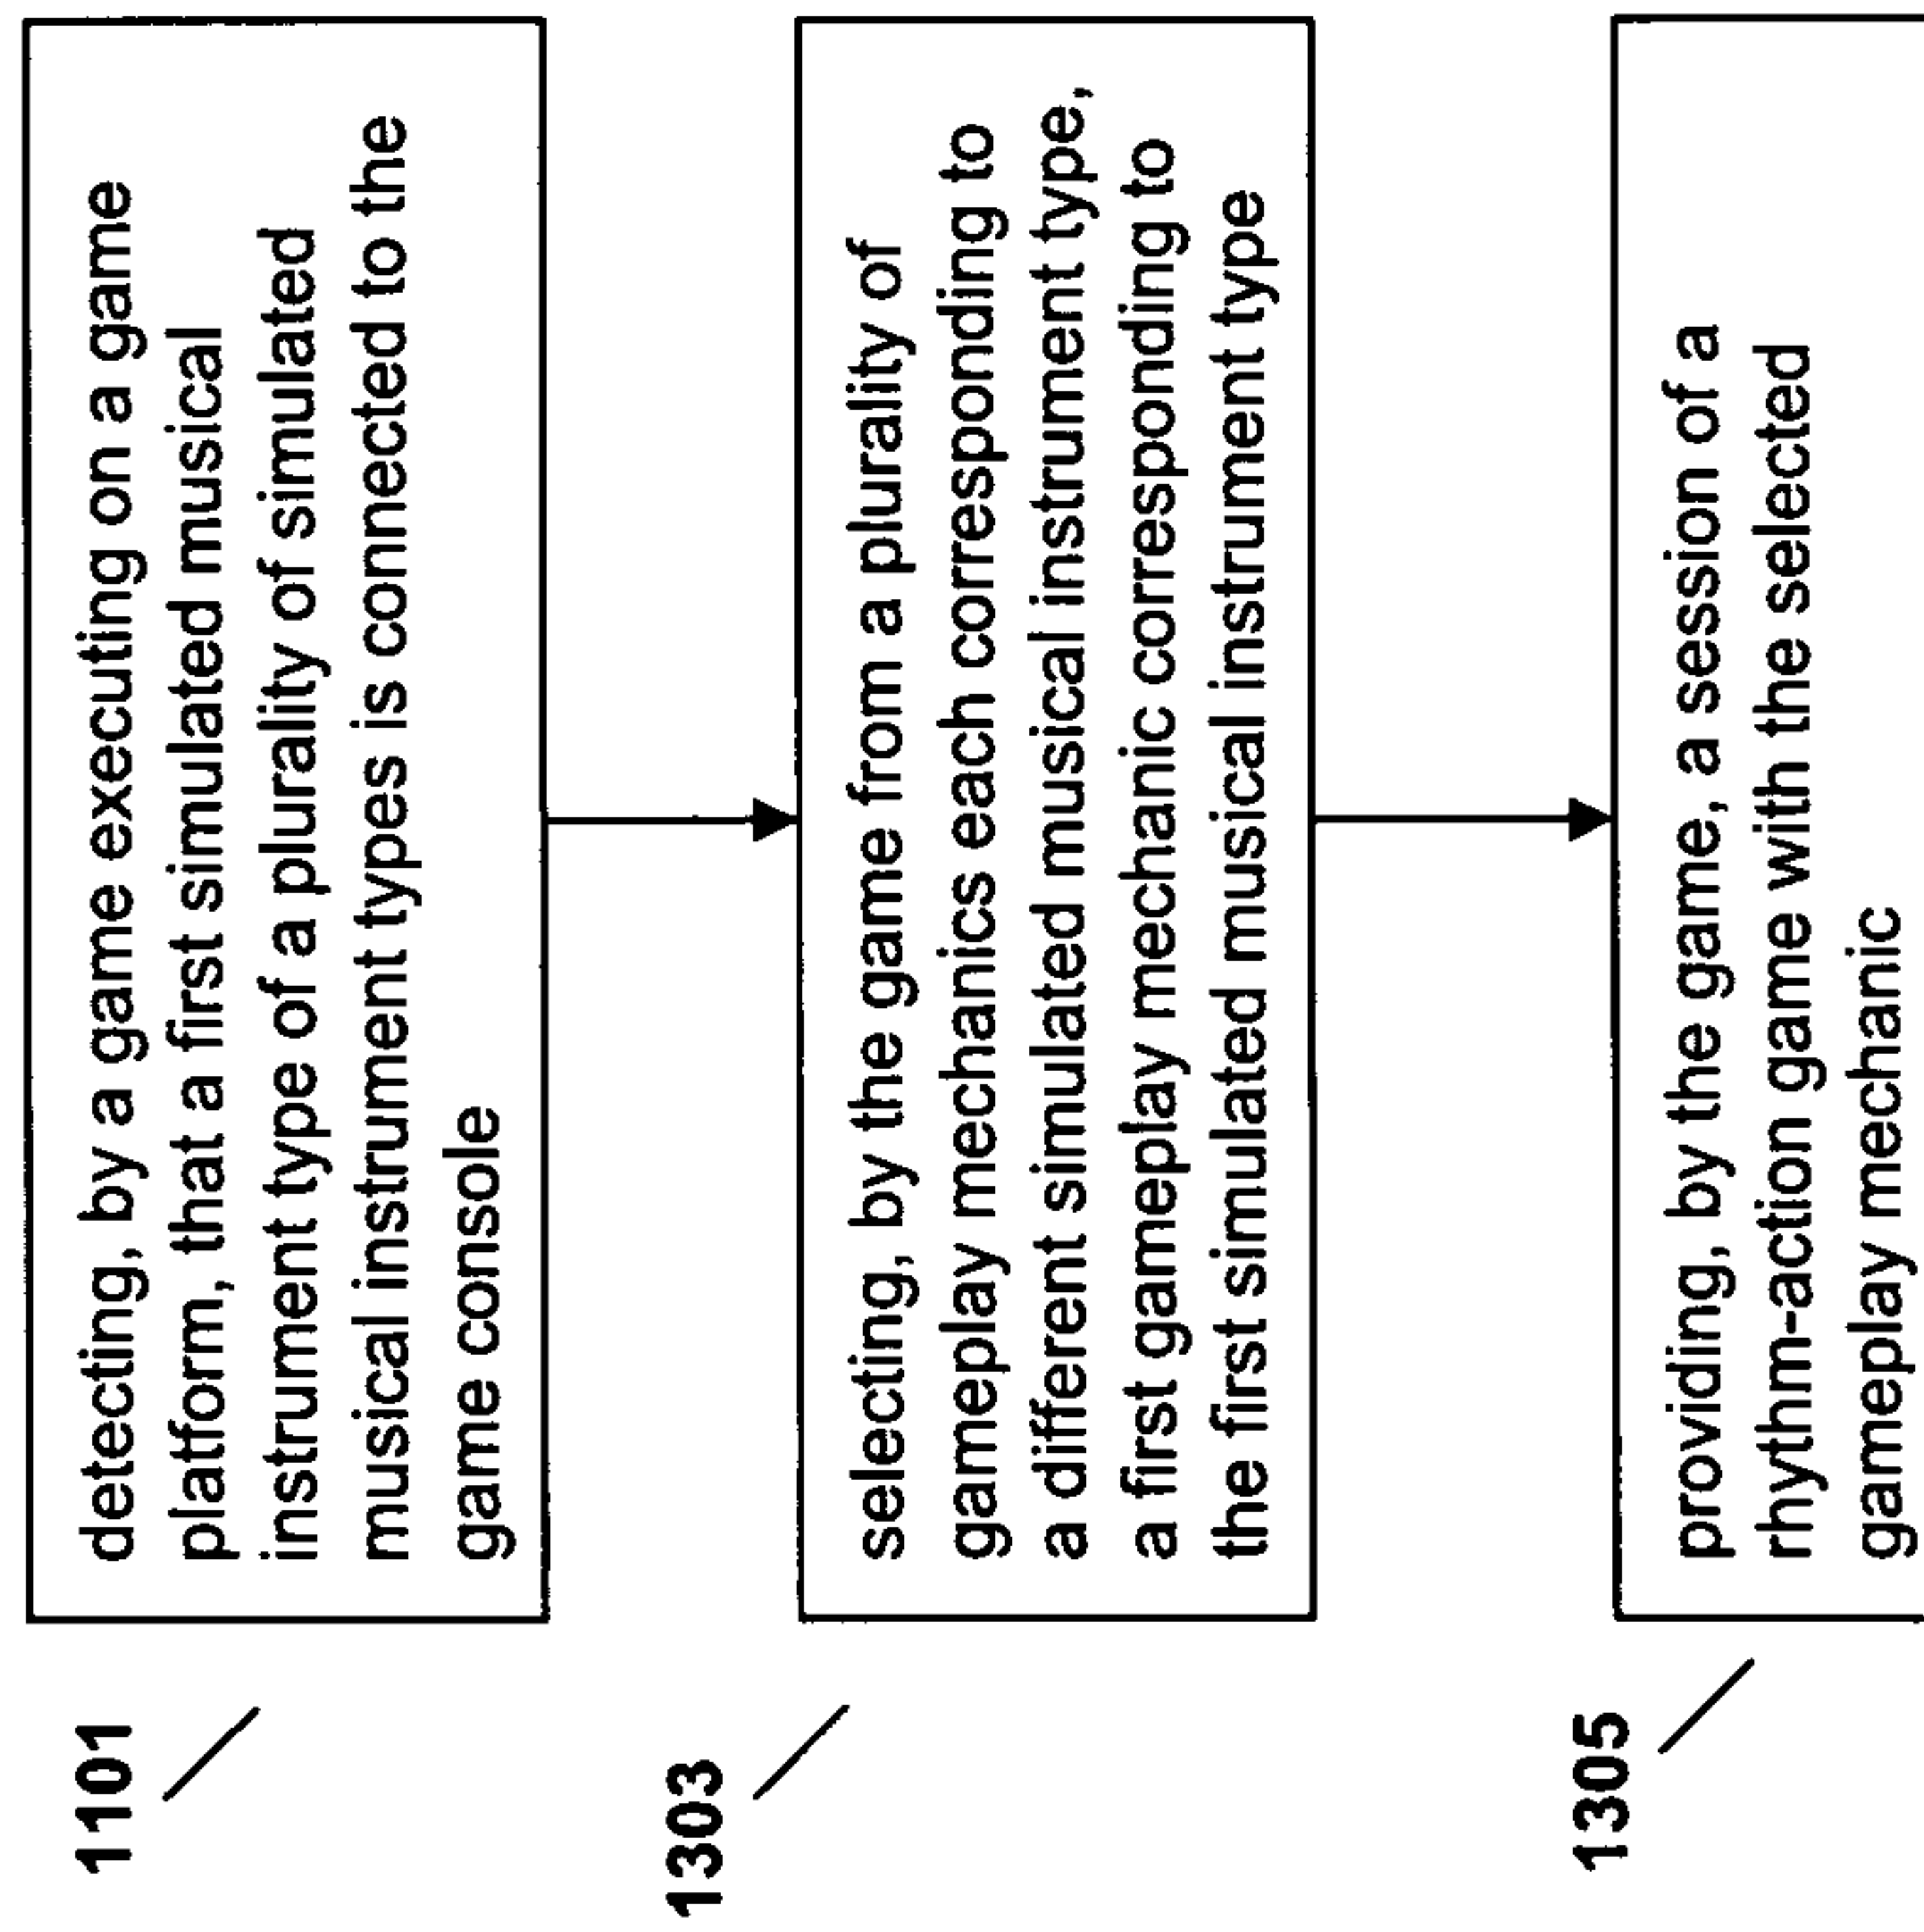 1101
detecting, by a game executing on a game
platform, that a first simulated musical
instrument type of a plurality of simulated
musical instrument types is connected to the
game console
1303
selecting, by the game from a plurality of
gameplay mechanics each corresponding to
a different simulated musical instrument type,
a first gameplay mechanic corresponding to
the first simulated musical instrument type
1305
providing, by the game, a session of a
rhythm-action game with the selected
gameplay mechanic